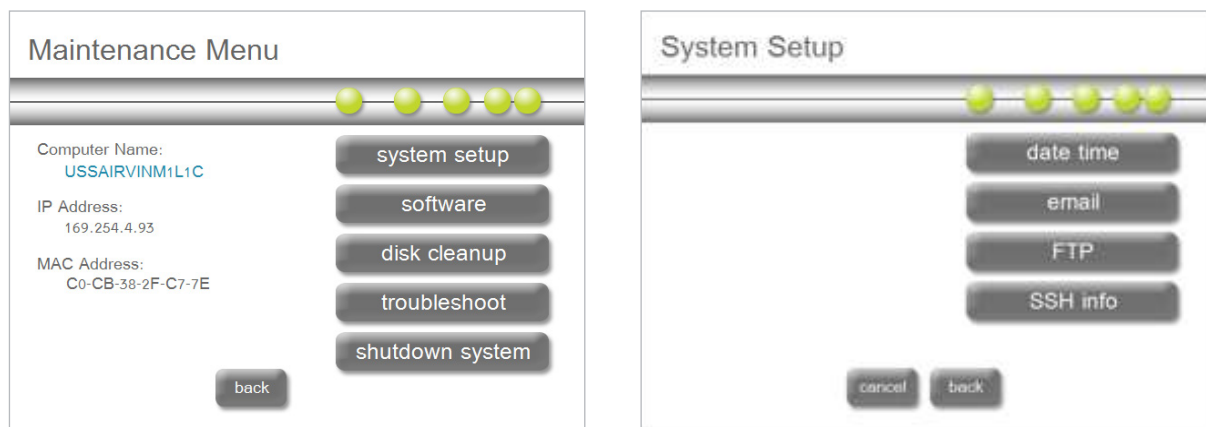 Maintenance Menu
Computer Name:
USSAIRVINM1L1C
IP Address:
169.254.4.93
MAC Address:
C0-CB-38-2F-C7-7E
system setup
software
disk cleanup
troubleshoot
shutdown system
back
System Setup
date time
email
FTP
SSH info
cancel
back